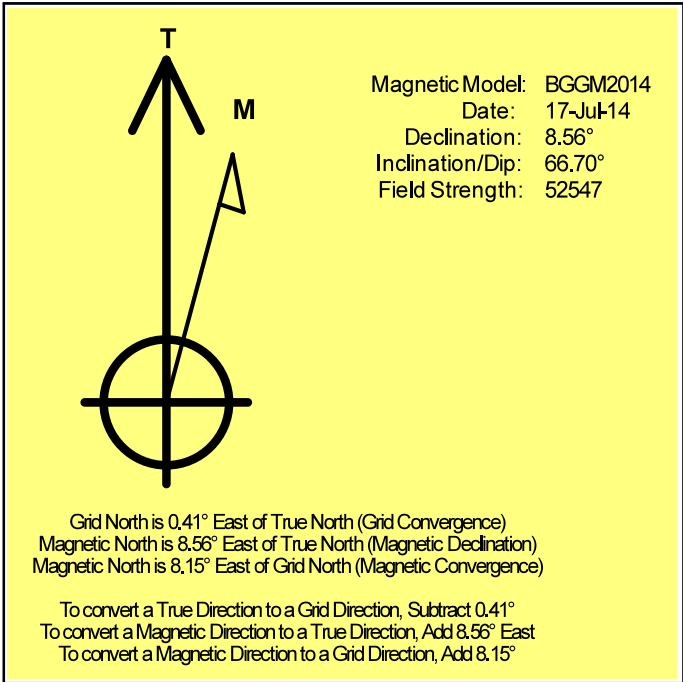 T
M
Magnetic Model: BGGM2014
Date: 17-Jul-14
Declination: 8.56°
Inclination/Dip: 66.70°
Field Strength: 52547
Grid North is 0.41° East of True North (Grid Convergence)
Magnetic North is 8.56° East of True North (Magnetic Declination)
Magnetic North is 8.15° East of Grid North (Magnetic Convergence)
To convert a True Direction to a Grid Direction, Subtract 0.41°
To convert a Magnetic Direction to a True Direction, Add 8.56° East
To convert a Magnetic Direction to a Grid Direction, Add 8.15°